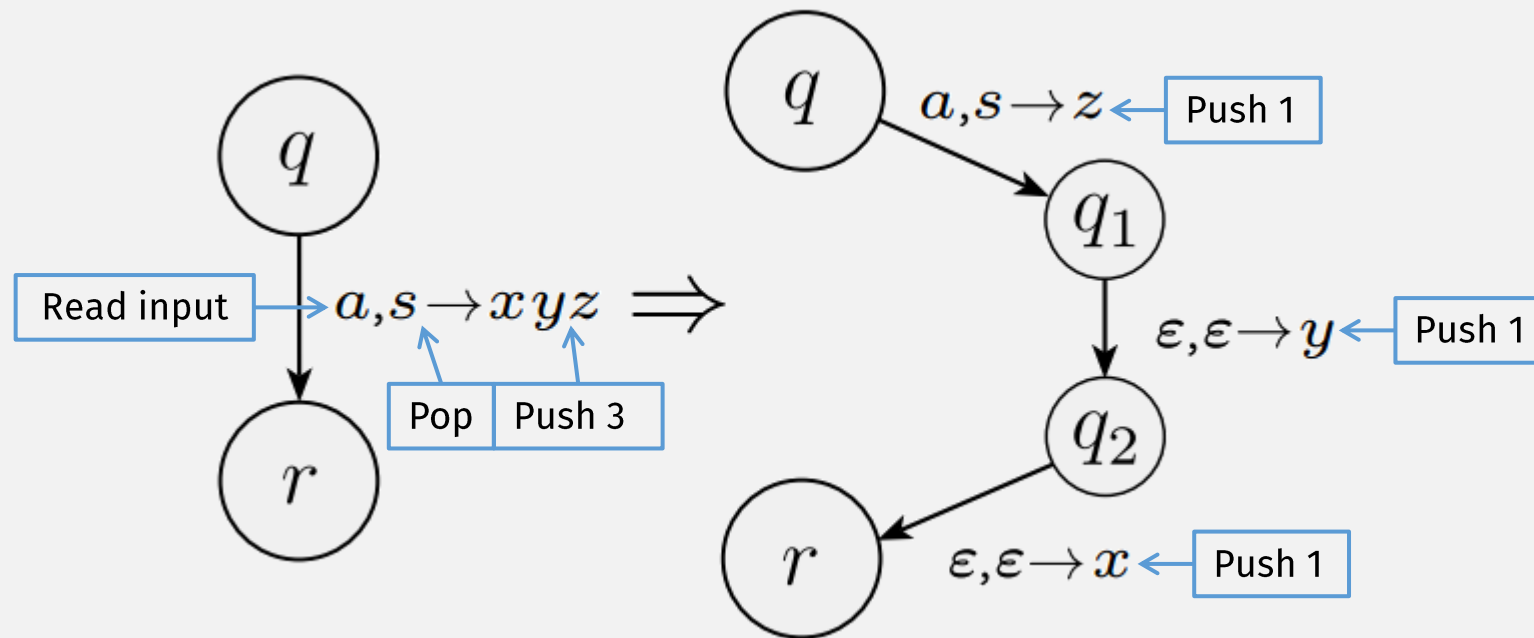 q
Read input
a,s→xyz
Pop
Push 3
r
⇒
q
a,s→z
Push 1
q₁
ε,ε→y
Push 1
q₂
r
ε,ε→x
Push 1